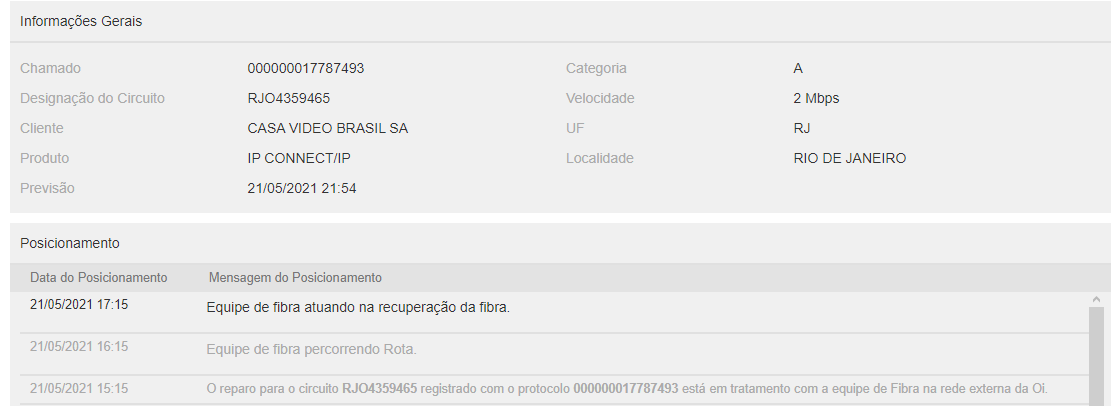 Informações Gerais
Chamado 000000017787493 Categoria A
Designação do Circuito RJO4359465 Velocidade 2 Mbps
Cliente CASA VIDEO BRASIL SA UF RJ
Produto IP CONNECT/IP Localidade RIO DE JANEIRO
Previsão 21/05/2021 21:54
Posicionamento
Data do Posicionamento Mensagem do Posicionamento
21/05/2021 17:15 Equipe de fibra atuando na recuperação da fibra.
21/05/2021 16:15 Equipe de fibra percorrendo Rota.
21/05/2021 15:15 O reparo para o circuito RJO4359465 registrado com o protocolo 000000017787493 está em tratamento com a equipe de Fibra na rede externa da Oi.